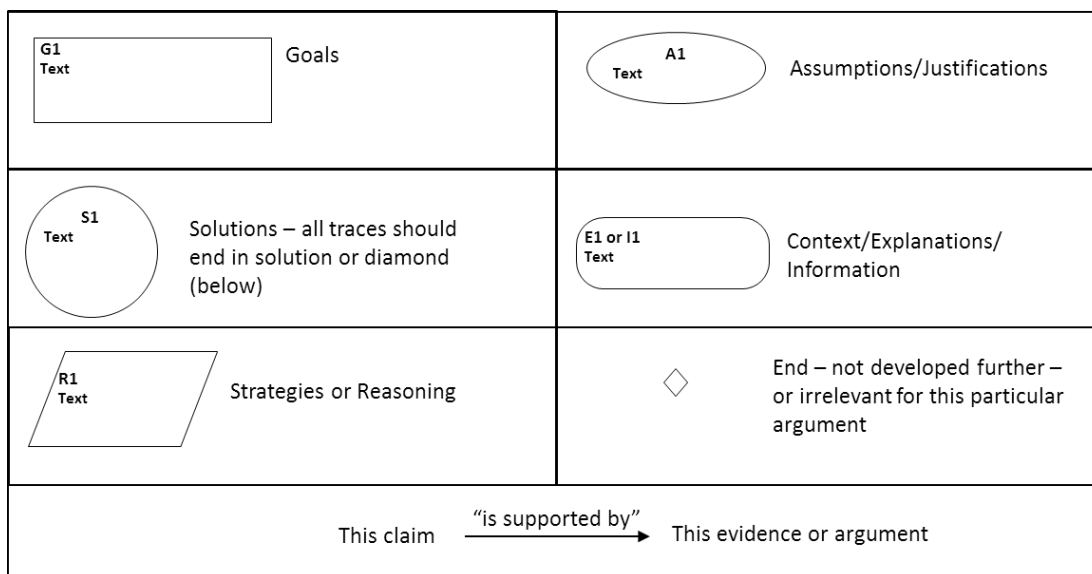 G1
Text
Goals
A1
Text
Assumptions/Justifications
S1
Text
Solutions – all traces should
end in solution or diamond
(below)
E1 or I1
Text
Context/Explanations/
Information
R1
Text
Strategies or Reasoning
End – not developed further –
or irrelevant for this particular
argument
This claim
“is supported by”
This evidence or argument